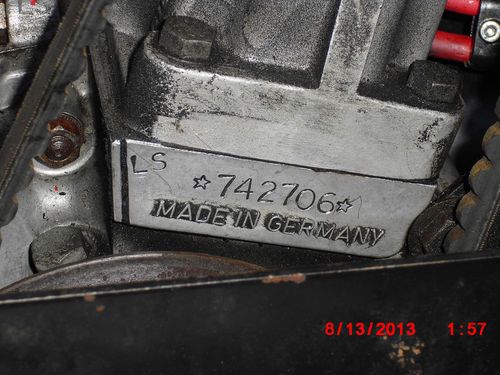 LS
☆742706☆
MADE IN GERMANY
8/13/2013 1:57